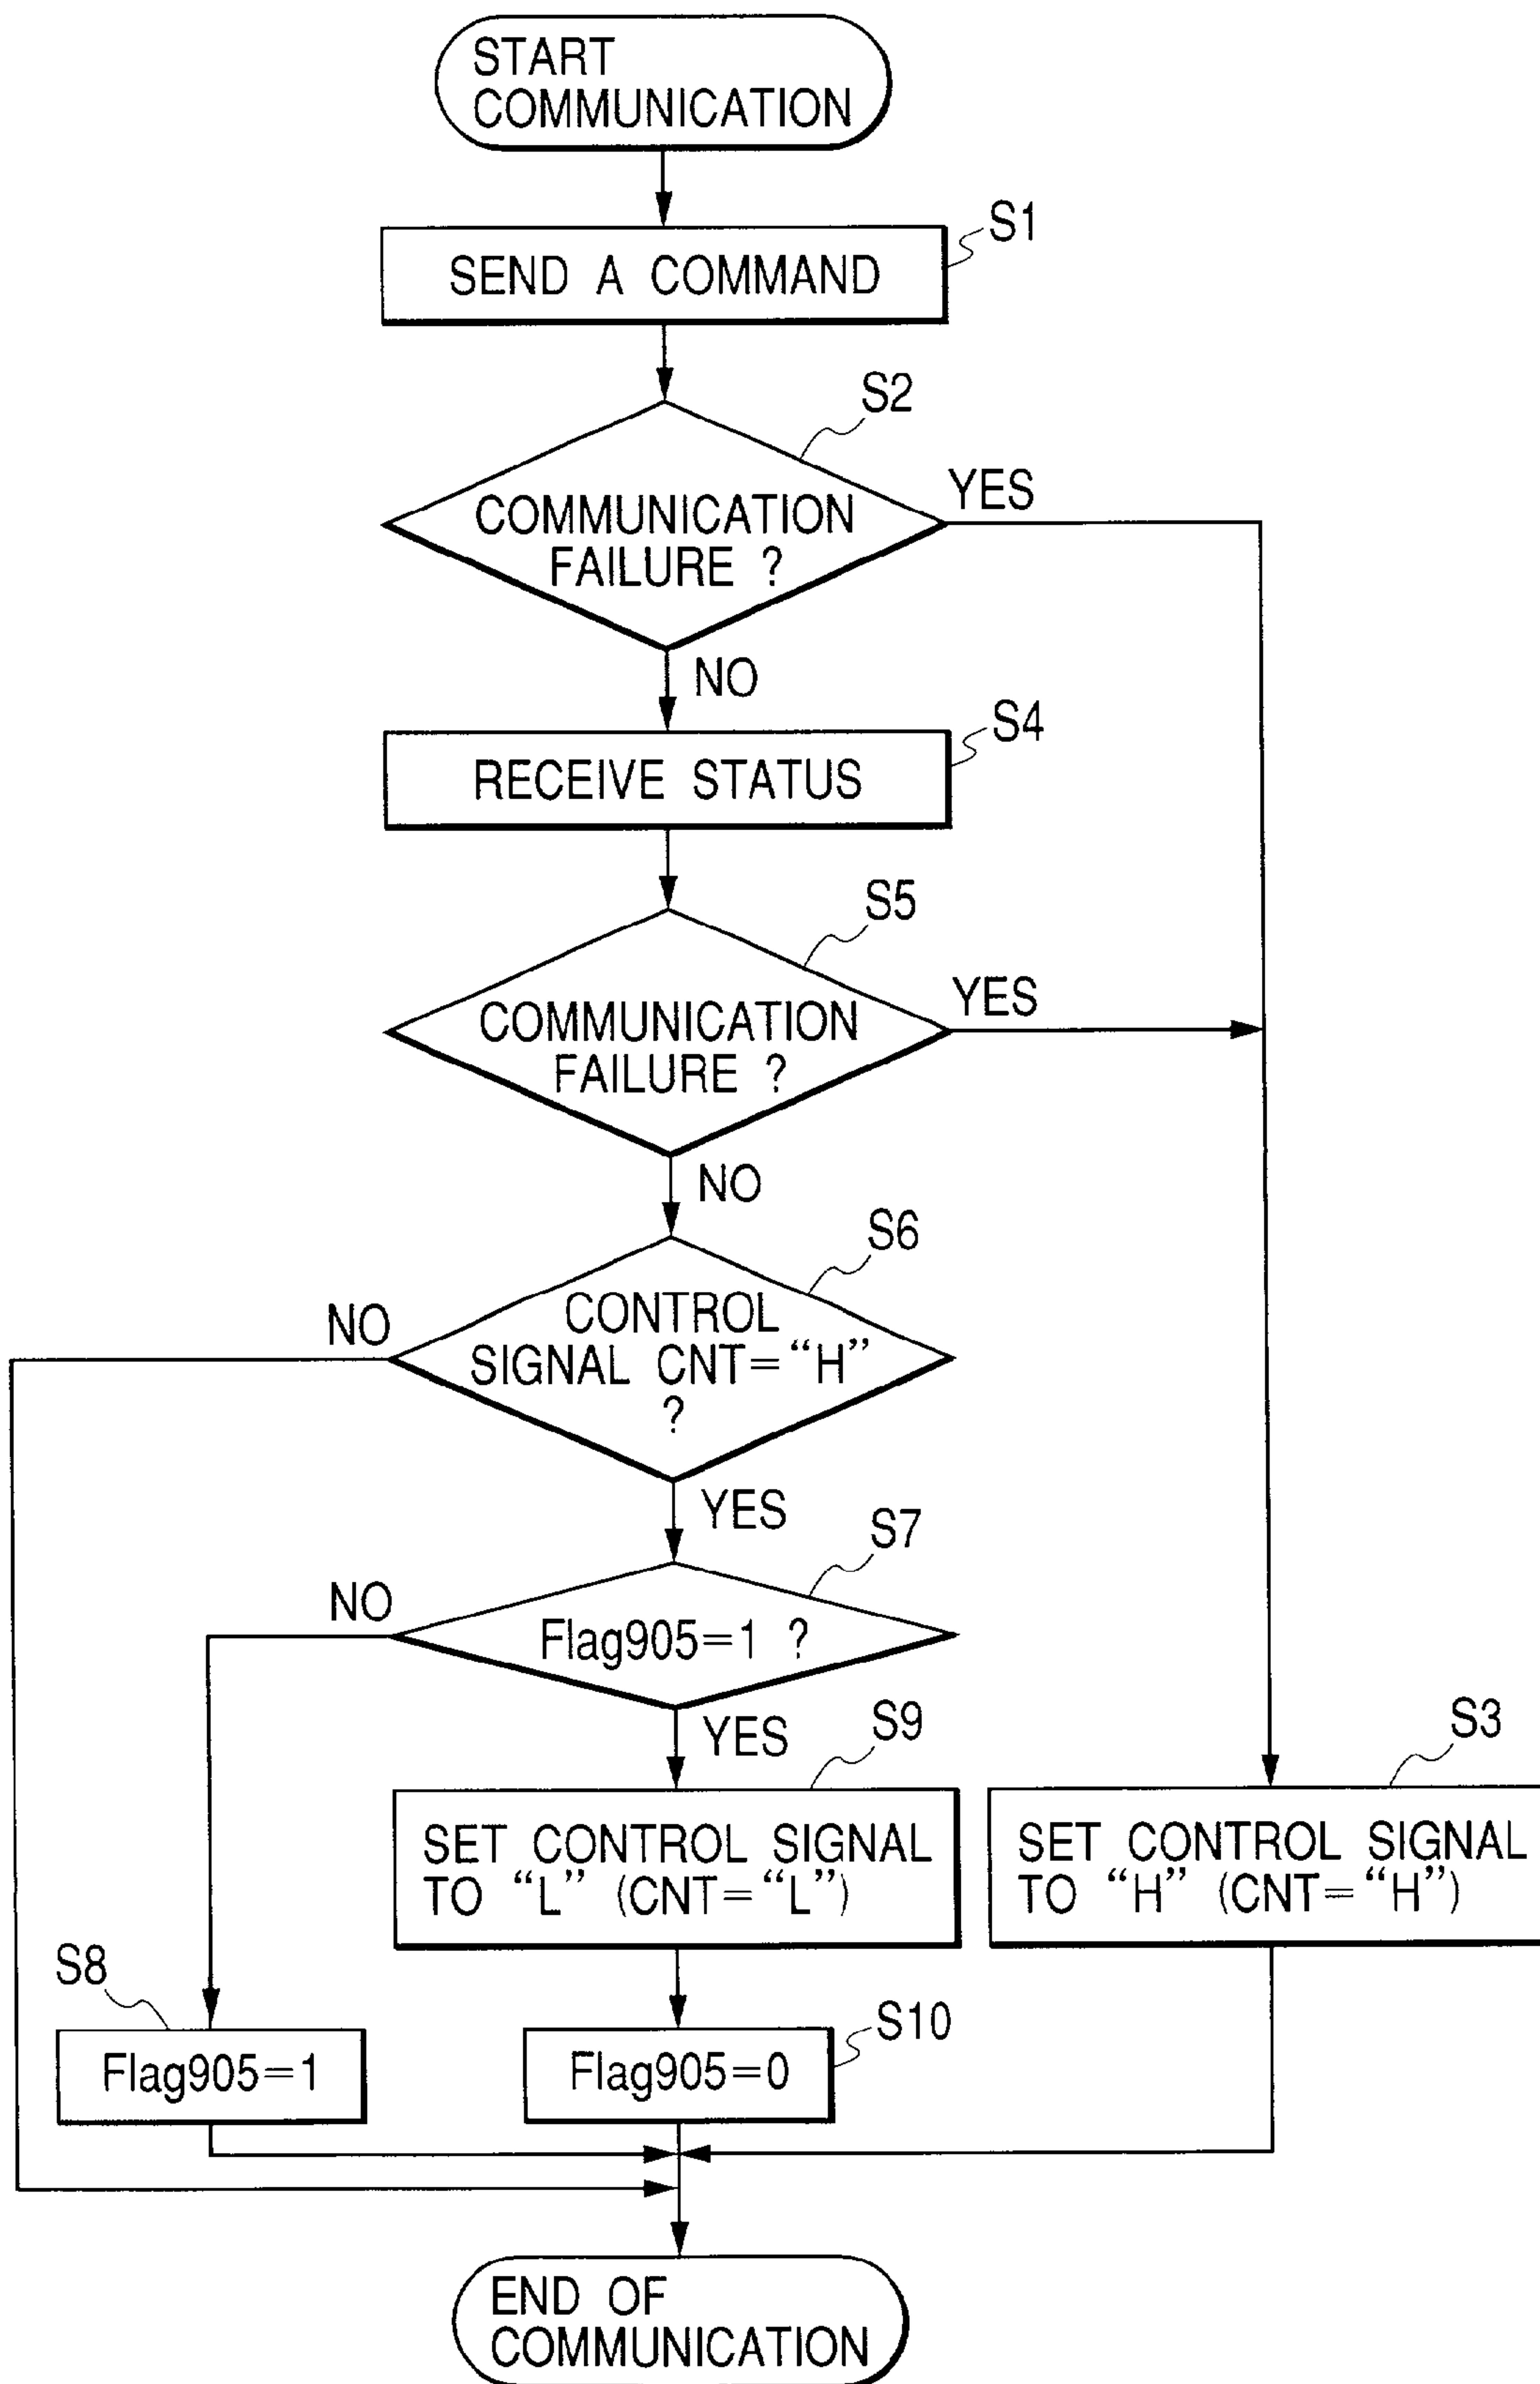 START
COMMUNICATION
S1
SEND A COMMAND
S2
COMMUNICATION
FAILURE ?
YES
NO
S4
RECEIVE STATUS
S5
COMMUNICATION
FAILURE ?
YES
NO
S6
CONTROL
SIGNAL CNT=“H”
?
NO
YES
S7
Flag905=1 ?
NO
YES
S9
SET CONTROL SIGNAL
TO “L” (CNT=“L”)
S3
SET CONTROL SIGNAL
TO “H” (CNT=“H”)
S8
Flag905=1
S10
Flag905=0
END OF
COMMUNICATION